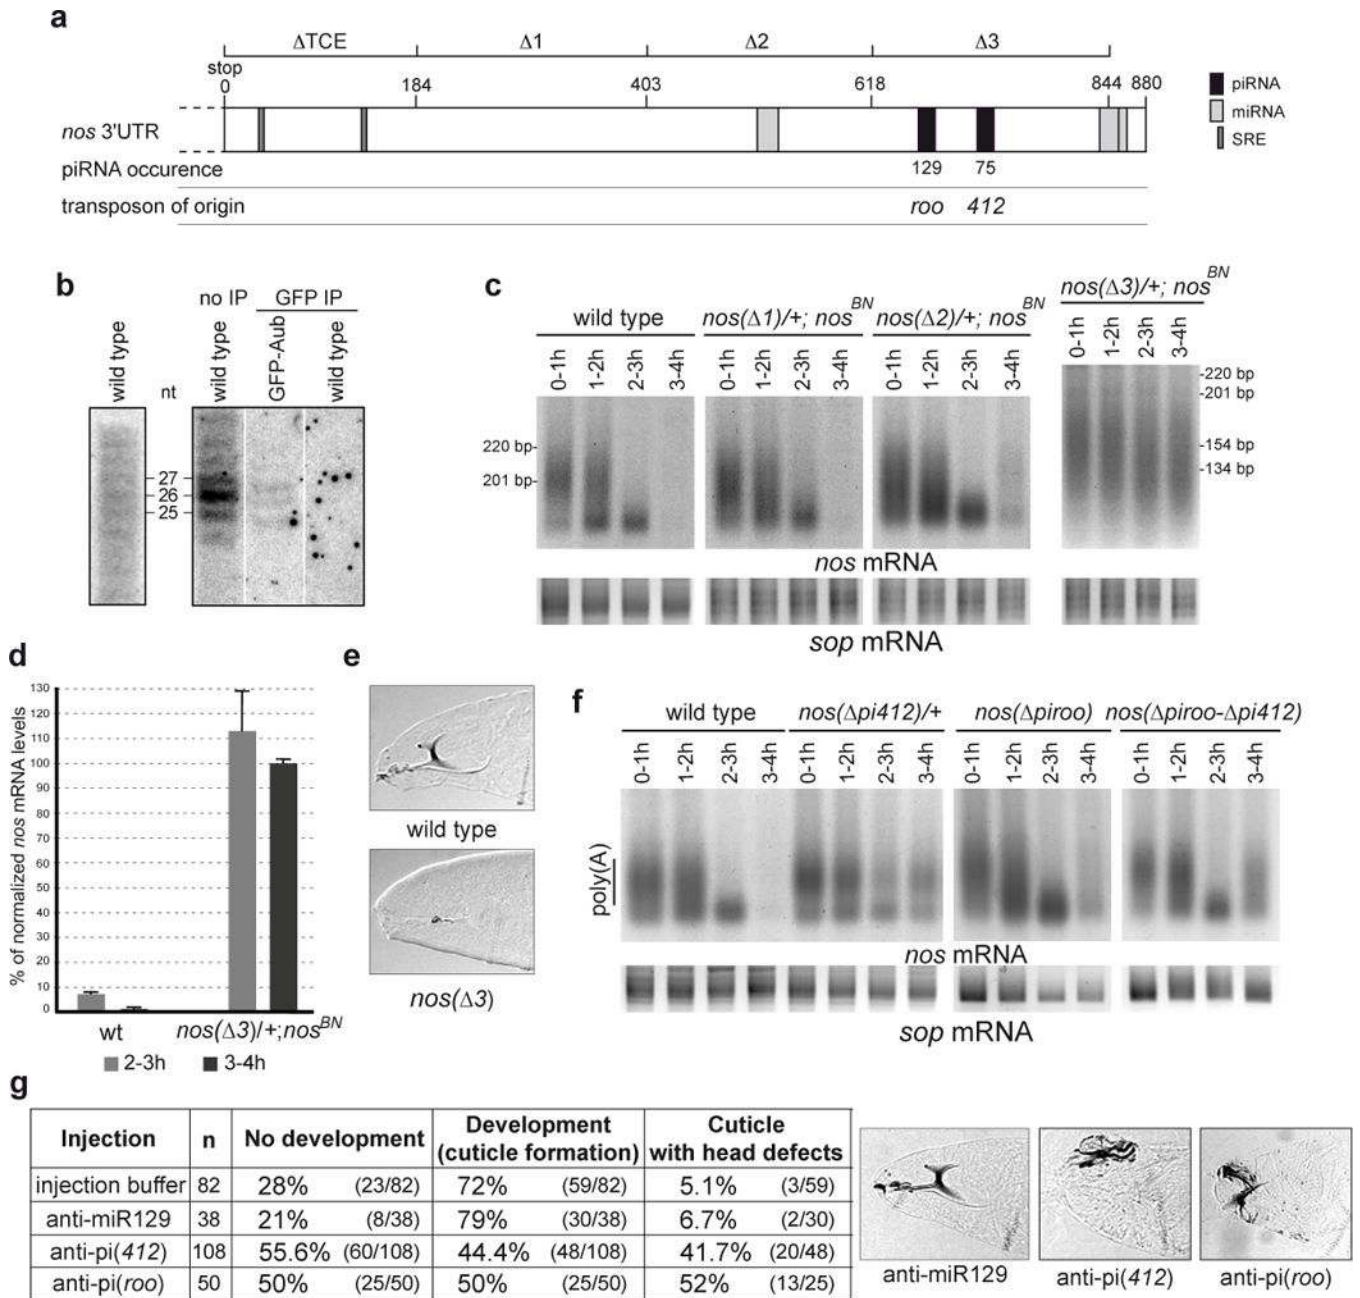 a
ΔTCE Δ1 Δ2 Δ3
stop
0 184 403 618 844 880
nos 3'UTR
piRNA
miRNA
SRE
piRNA occurence 129 75
transposon of origin roo 412
b
no IP GFP IP
wild type nt wild type GFP-Aub wild type
27
26
25
c
wild type nos(Δ1)/+; nos^BN nos(Δ2)/+; nos^BN nos(Δ3)/+; nos^BN
0-1h 1-2h 2-3h 3-4h 0-1h 1-2h 2-3h 3-4h 0-1h 1-2h 2-3h 3-4h 0-1h 1-2h 2-3h 3-4h
220 bp-
201 bp-
-220 bp
-201 bp
-154 bp
-134 bp
nos mRNA
sop mRNA
d
% of normalized nos mRNA levels
130
120
110
100
90
80
70
60
50
40
30
20
10
0
wt nos(Δ3)/+;nos^BN
2-3h 3-4h
e
wild type
nos(Δ3)
f
wild type nos(Δpi412)/+ nos(Δpiroo) nos(Δpiroo-Δpi412)
0-1h 1-2h 2-3h 3-4h 0-1h 1-2h 2-3h 3-4h 0-1h 1-2h 2-3h 3-4h 0-1h 1-2h 2-3h 3-4h
poly(A)
nos mRNA
sop mRNA
g
Injection n No development Development (cuticle formation) Cuticle with head defects
injection buffer 82 28% (23/82) 72% (59/82) 5.1% (3/59)
anti-miR129 38 21% (8/38) 79% (30/38) 6.7% (2/30)
anti-pi(412) 108 55.6% (60/108) 44.4% (48/108) 41.7% (20/48)
anti-pi(roo) 50 50% (25/50) 50% (25/50) 52% (13/25)
anti-miR129 anti-pi(412) anti-pi(roo)